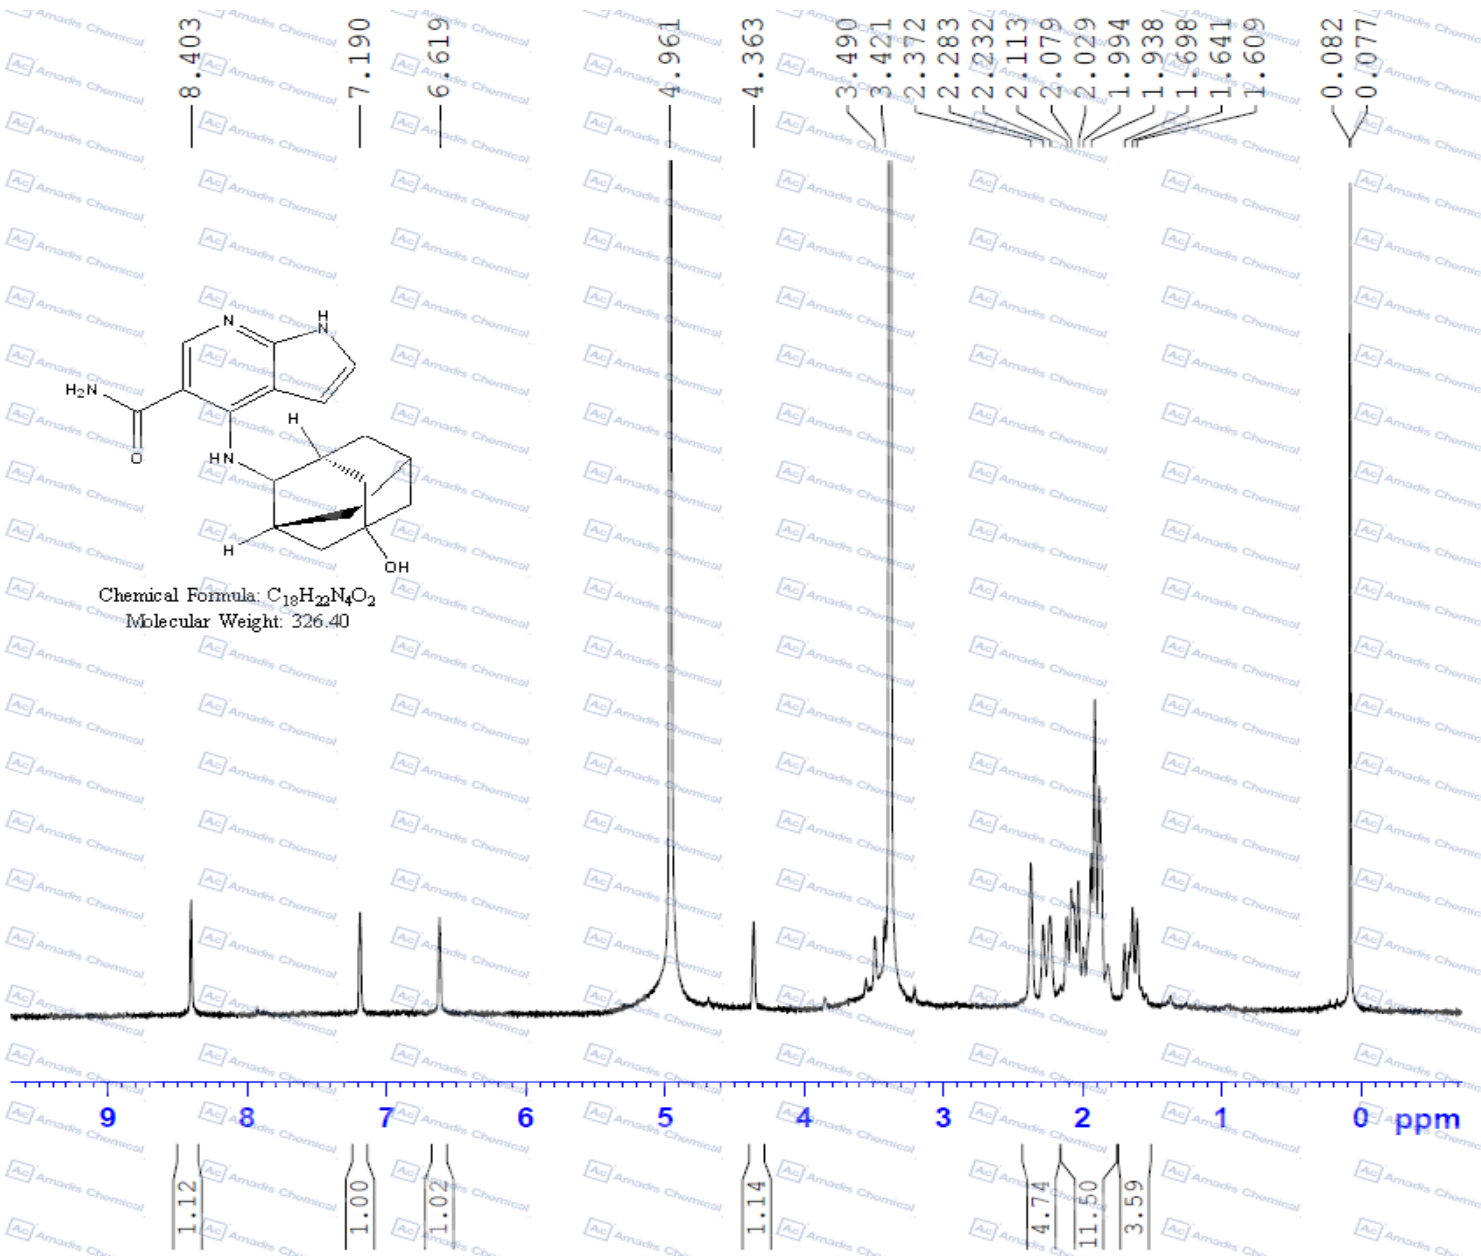 8.403
7.190
6.619
4.961
4.363
3.490
3.421
2.372
2.283
2.232
2.113
2.079
2.029
1.994
1.938
1.698
1.641
1.609
0.082
0.077
N
H
N
H₂N
O
H
HN
H
OH
Chemical Formula: C₁₈H₂₂N₄O₂
Molecular Weight: 326.40
9 8 7 6 5 4 3 2 1 0 ppm
1.12
1.00
1.02
1.14
4.74
11.50
3.59
Ac Amadis Chemical